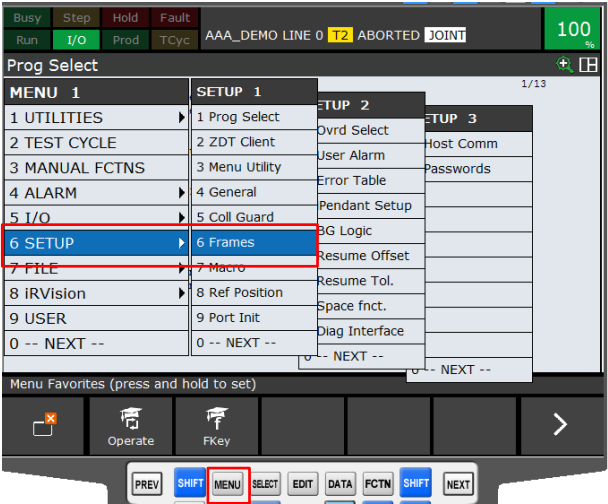 Busy Step Hold Fault
Run I/O Prod TCyc
AAA_DEMO LINE 0 T2 ABORTED JOINT
100
%
Prog Select
1/13
MENU 1
1 UTILITIES
2 TEST CYCLE
3 MANUAL FCTNS
4 ALARM
5 I/O
6 SETUP
7 FILE
8 iRVision
9 USER
0 -- NEXT --
SETUP 1
1 Prog Select
2 ZDT Client
3 Menu Utility
4 General
5 Coll Guard
6 Frames
7 Macro
8 Ref Position
9 Port Init
0 -- NEXT --
ETUP 2
Ovrd Select
User Alarm
Error Table
Pendant Setup
BG Logic
Resume Offset
Resume Tol.
Space fnct.
Diag Interface
0 -- NEXT --
ETUP 3
Host Comm
Passwords
0 -- NEXT --
Menu Favorites (press and hold to set)
Operate
FKey
PREV SHIFT MENU SELECT EDIT DATA FCTN SHIFT NEXT